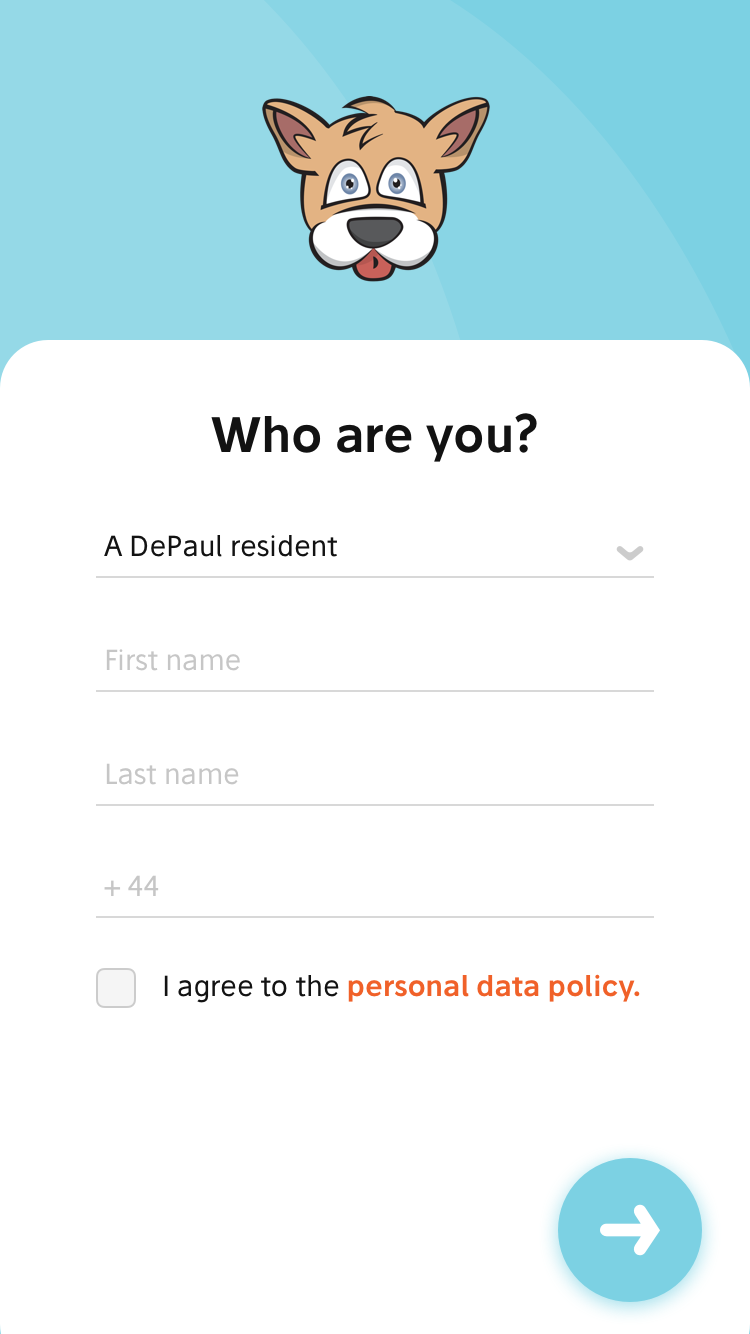 Who are you?
A DePaul resident
First name
Last name
+ 44
I agree to the personal data policy.